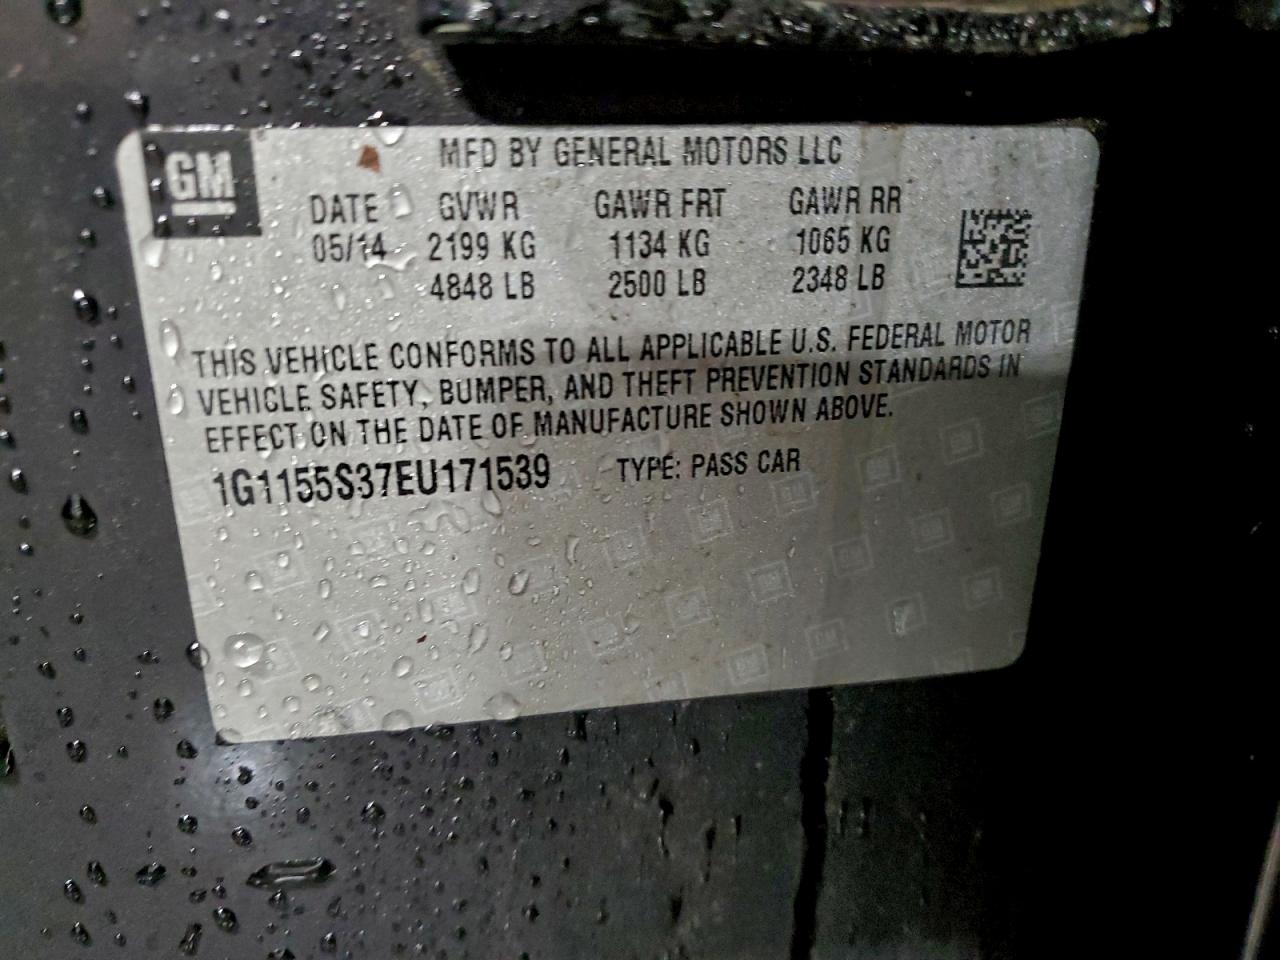 GM
MFD BY GENERAL MOTORS LLC
DATE GVWR GAWR FRT GAWR RR
05/14 2199 KG 1134 KG 1065 KG
4848 LB 2500 LB 2348 LB
THIS VEHICLE CONFORMS TO ALL APPLICABLE U.S. FEDERAL MOTOR
VEHICLE SAFETY, BUMPER, AND THEFT PREVENTION STANDARDS IN
EFFECT ON THE DATE OF MANUFACTURE SHOWN ABOVE.
1G1155S37EU171539 TYPE: PASS CAR